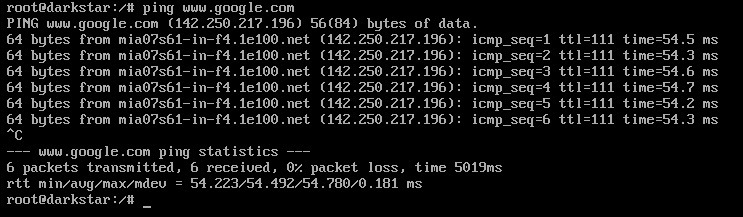 root@darkstar:/# ping www.google.com
PING www.google.com (142.250.217.196) 56(84) bytes of data.
64 bytes from mia07s61-in-f4.1e100.net (142.250.217.196): icmp_seq=1 ttl=111 time=54.5 ms
64 bytes from mia07s61-in-f4.1e100.net (142.250.217.196): icmp_seq=2 ttl=111 time=54.3 ms
64 bytes from mia07s61-in-f4.1e100.net (142.250.217.196): icmp_seq=3 ttl=111 time=54.6 ms
64 bytes from mia07s61-in-f4.1e100.net (142.250.217.196): icmp_seq=4 ttl=111 time=54.7 ms
64 bytes from mia07s61-in-f4.1e100.net (142.250.217.196): icmp_seq=5 ttl=111 time=54.2 ms
64 bytes from mia07s61-in-f4.1e100.net (142.250.217.196): icmp_seq=6 ttl=111 time=54.3 ms
^C
--- www.google.com ping statistics ---
6 packets transmitted, 6 received, 0% packet loss, time 5019ms
rtt min/avg/max/mdev = 54.223/54.492/54.780/0.181 ms
root@darkstar:/# _